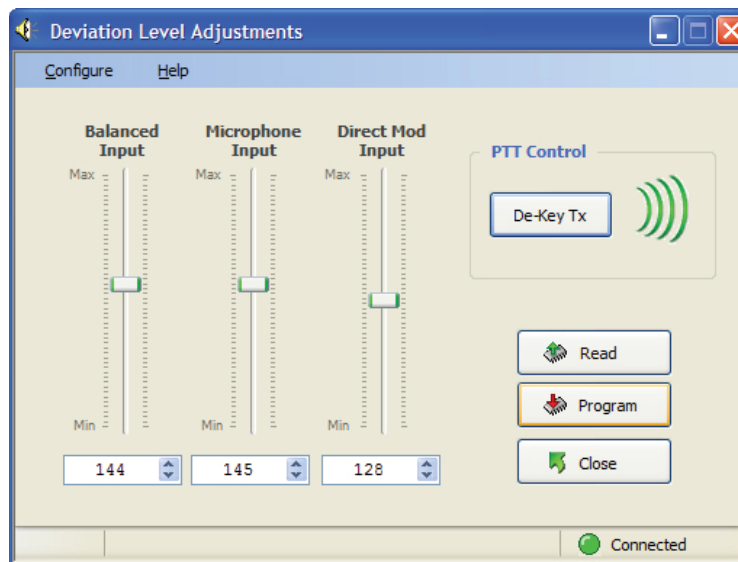 Deviation Level Adjustments
Configure Help
Balanced Input
Microphone Input
Direct Mod Input
Max Max Max
Min Min Min
144 145 128
PTT Control
De-Key Tx
Read
Program
Close
Connected